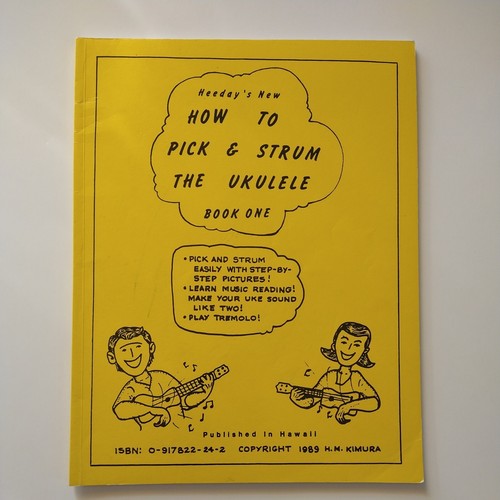 Heeday's New
HOW TO
PICK & STRUM
THE UKULELE
BOOK ONE
• PICK AND STRUM
EASILY WITH STEP-BY-
STEP PICTURES!
• LEARN MUSIC READING!
MAKE YOUR UKE SOUND
LIKE TWO!
• PLAY TREMOLO!
Published In Hawaii
ISBN: 0-917822-24-2 COPYRIGHT 1989 H.N. KIMURA